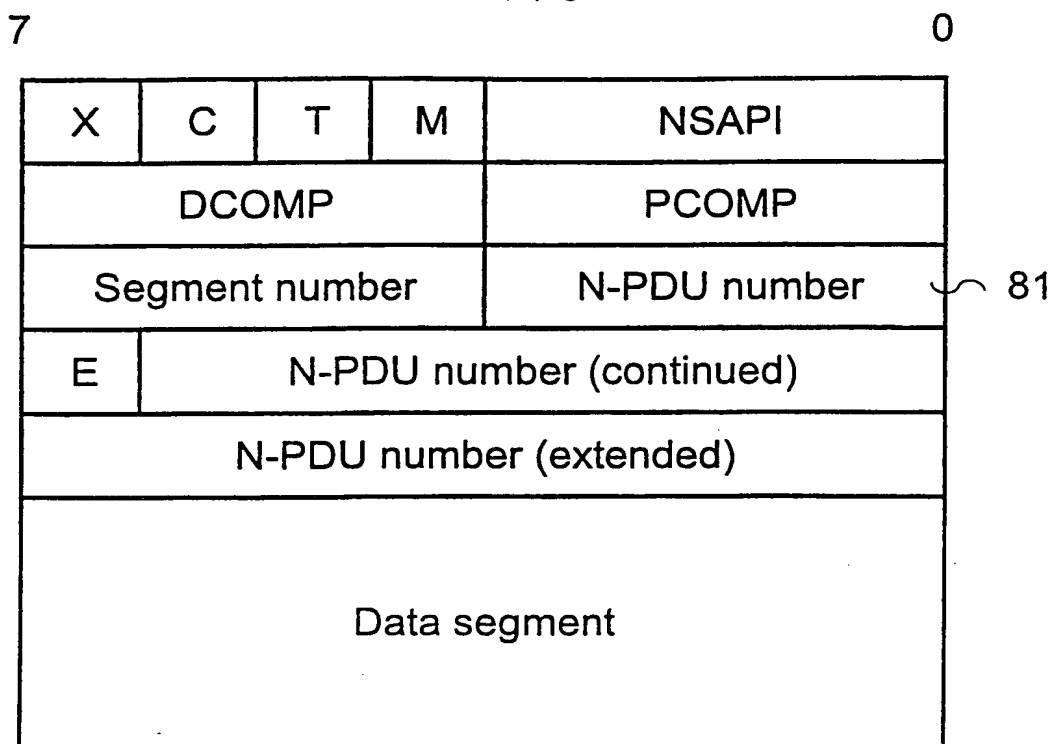 7 0
X C T M NSAPI
DCOMP PCOMP
Segment number N-PDU number 81
E N-PDU number (continued)
N-PDU number (extended)
Data segment